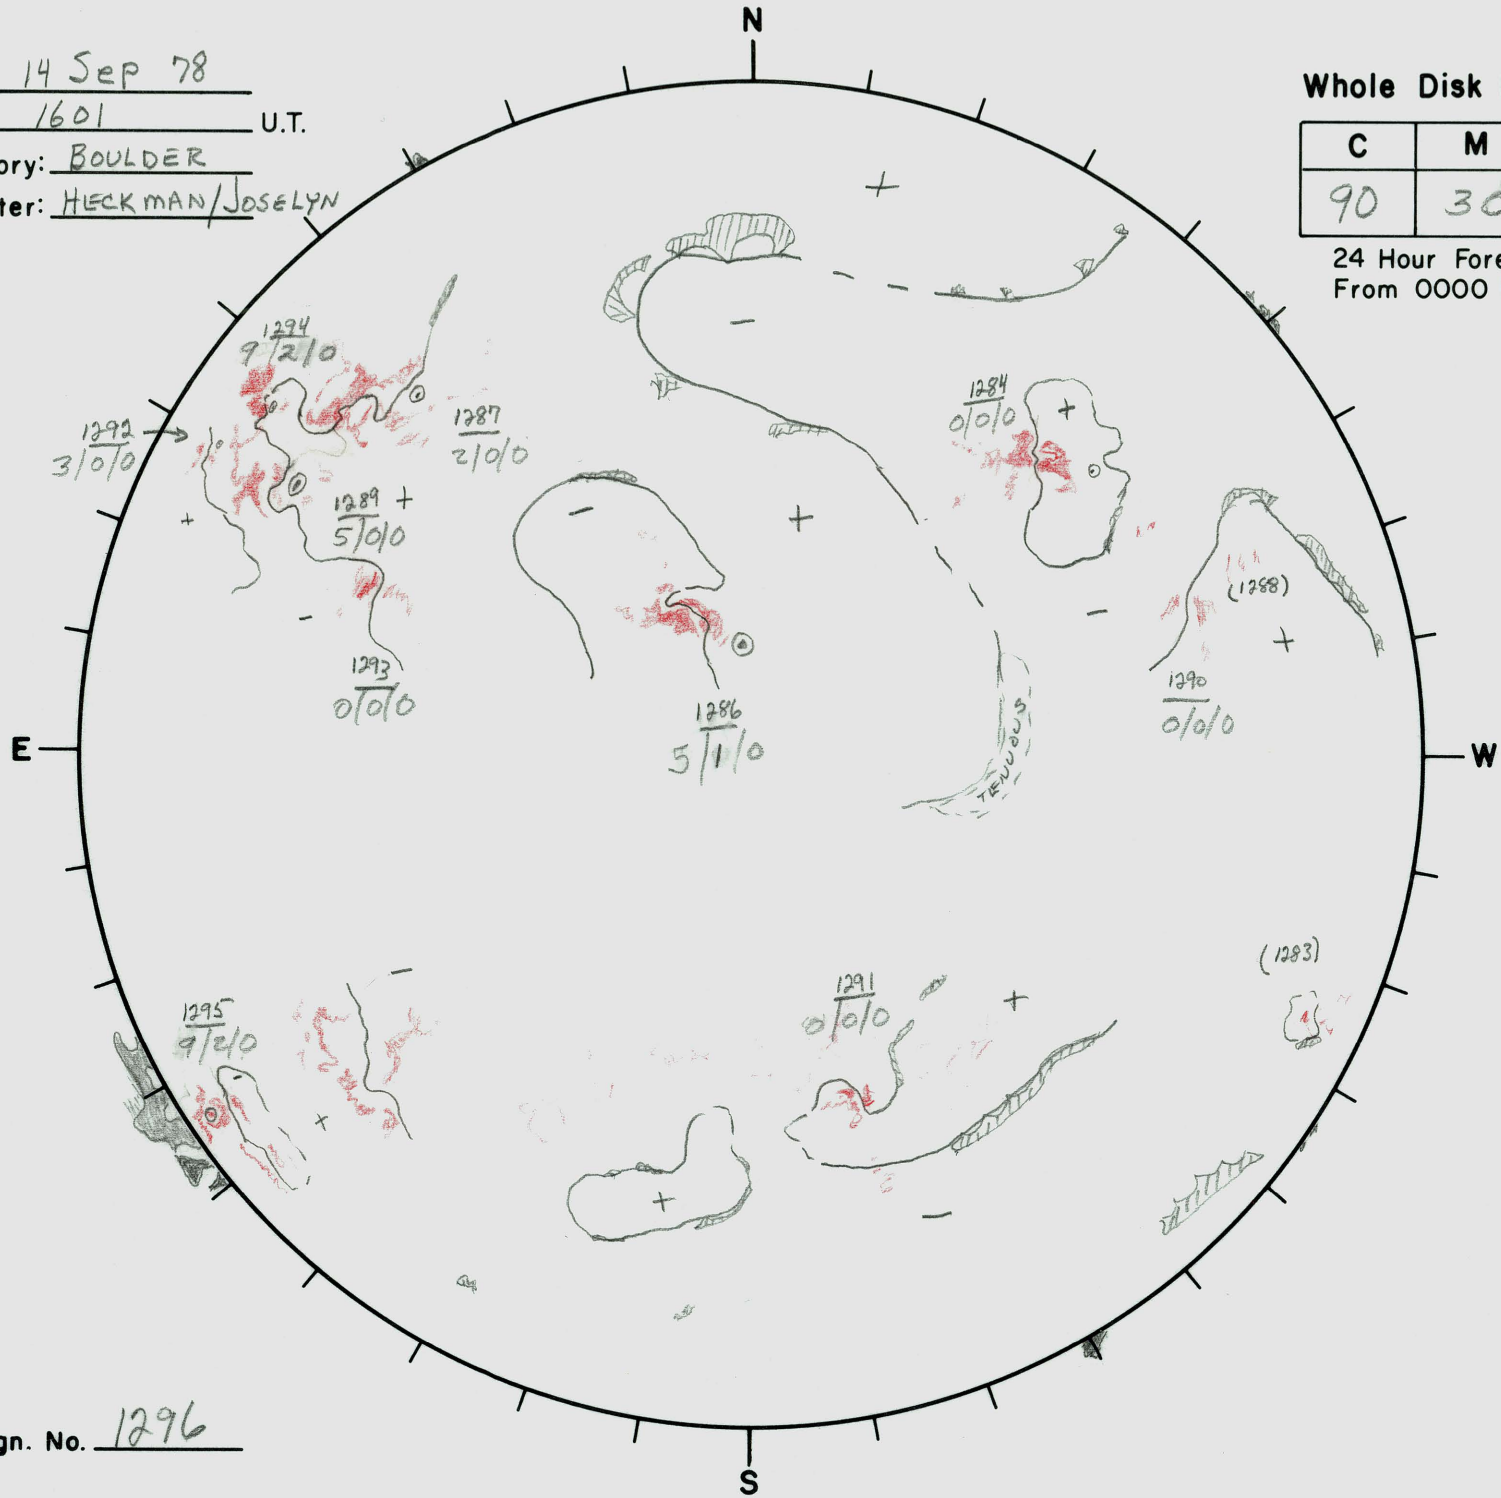 N
14 Sep 78
1601 U.T.
ory: BOULDER
ter: HECKMAN/JOSELYN
Whole Disk
C M
90 30
24 Hour Fore
From 0000
+
1294
9/2/0
-
1284
0/0/0
+
1287
2/0/0
1292
3/0/0
1289
5/0/0
+
+
-
+
(1288)
-
-
+
1293
0/0/0
1290
0/0/0
1286
5/1/0
TENUOUS
E
W
(1283)
-
1291
0/0/0
+
1295
9/2/0
-
+
+
-
gn. No. 1296
S